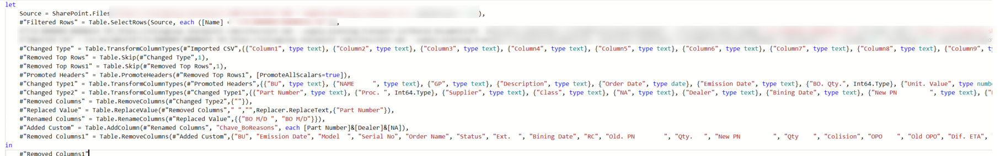 let
    Source = SharePoint.Files
),
    #"Filtered Rows" = Table.SelectRows(Source, each ([Name] =
,
    #"Changed Type" = Table.TransformColumnTypes(#"Imported CSV",{{"Column1", type text}, {"Column2", type text}, {"Column3", type text}, {"Column4", type text}, {"Column5", type text}, {"Column6", type text}, {"Column7", type text}, {"Column8", type text}, {"Column9", ty
    #"Removed Top Rows" = Table.Skip(#"Changed Type",1),
    #"Removed Top Rows1" = Table.Skip(#"Removed Top Rows",1),
    #"Promoted Headers" = Table.PromoteHeaders(#"Removed Top Rows1", [PromoteAllScalars=true]),
    #"Changed Type1" = Table.TransformColumnTypes(#"Promoted Headers",{{"BU", type text}, {"NAME     ", type text}, {"GP", type text}, {"Description", type text}, {"Order Date", type date}, {"Emission Date", type text}, {"BO. Qty.", Int64.Type}, {"Unit. Value", type numb
    #"Changed Type2" = Table.TransformColumnTypes(#"Changed Type1",{{"Part Number", type text}, {"Proc. ", Int64.Type}, {"Supplier", type text}, {"Class", type text}, {"NA", type text}, {"Dealer", type text}, {"Bining Date", type text}, {"New PN         ", type text}, {"
    #"Removed Columns" = Table.RemoveColumns(#"Changed Type2",{""}),
    #"Replaced Value" = Table.ReplaceValue(#"Removed Columns"," ","",Replacer.ReplaceText,{"Part Number"}),
    #"Renamed Columns" = Table.RenameColumns(#"Replaced Value",{{"BO M/D ", "BO M/D"}}),
    #"Added Custom" = Table.AddColumn(#"Renamed Columns", "Chave_BoReasons", each [Part Number]&[Dealer]&[NA]),
    #"Removed Columns1" = Table.RemoveColumns(#"Added Custom",{"BU", "Emission Date", "Model  ", "Serial No", "Order Name", "Status", "Ext.  ", "Bining Date", "RC", "Old. PN        ", "Qty.   ", "New PN         ", "Qty    ", "Colision", "OPO    ", "Old OPO", "Dif. ETA",
in
    #"Removed Columns1"